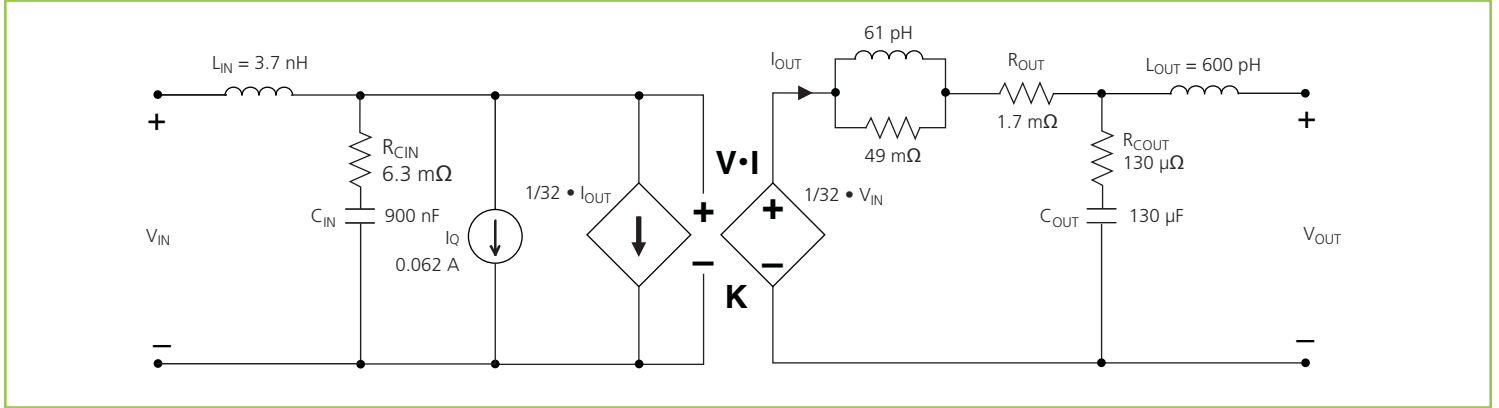 L_IN = 3.7 nH
+
–
V_IN
R_CIN
6.3 mΩ
C_IN
900 nF
I_Q
0.062 A
1/32 • I_OUT
+
–
V•I
K
+
–
1/32 • V_IN
I_OUT
61 pH
49 mΩ
R_OUT
1.7 mΩ
R_COUT
130 µΩ
C_OUT
130 µF
L_OUT = 600 pH
+
–
V_OUT